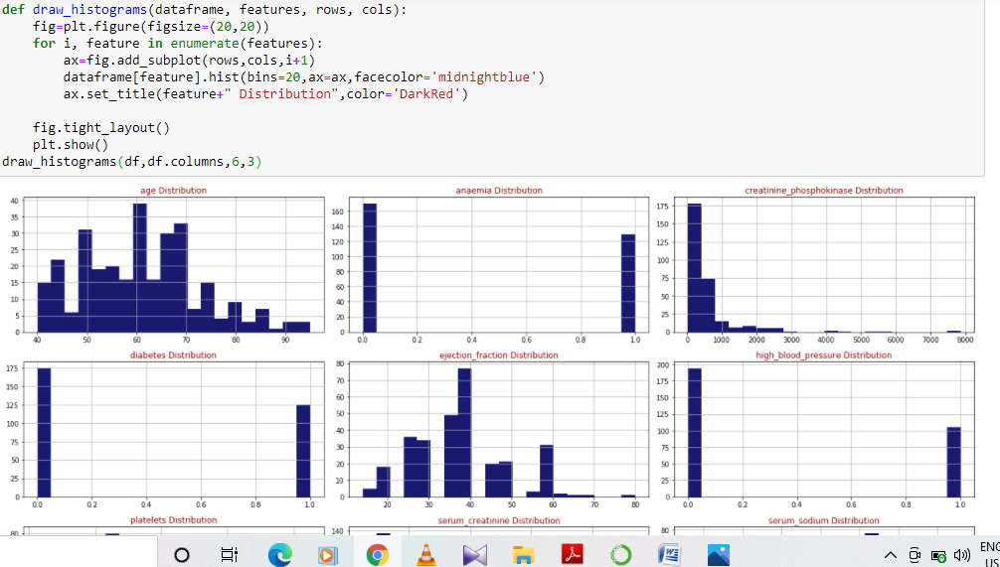 def draw_histograms(dataframe, features, rows, cols):
    fig=plt.figure(figsize=(20,20))
    for i, feature in enumerate(features):
        ax=fig.add_subplot(rows,cols,i+1)
        dataframe[feature].hist(bins=20,ax=ax,facecolor='midnightblue')
        ax.set_title(feature+" Distribution",color='DarkRed')
    fig.tight_layout()
    plt.show()
draw_histograms(df,df.columns,6,3)
age Distribution
40
35
30
25
20
15
10
5
0
40 50 60 70 80 90
anaemia Distribution
160
140
120
100
80
60
40
20
0
0.0 0.2 0.4 0.6 0.8 1.0
creatinine_phosphokinase Distribution
175
150
125
100
75
50
25
0
0 1000 2000 3000 4000 5000 6000 7000 8000
diabetes Distribution
175
150
125
100
75
50
25
0
0.0 0.2 0.4 0.6 0.8 1.0
ejection_fraction Distribution
80
70
60
50
40
30
20
10
0
20 30 40 50 60 70 80
high_blood_pressure Distribution
200
175
150
125
100
75
50
25
0
0.0 0.2 0.4 0.6 0.8 1.0
platelets Distribution
80
serum_creatinine Distribution
140
serum_sodium Distribution
80
ENG
US